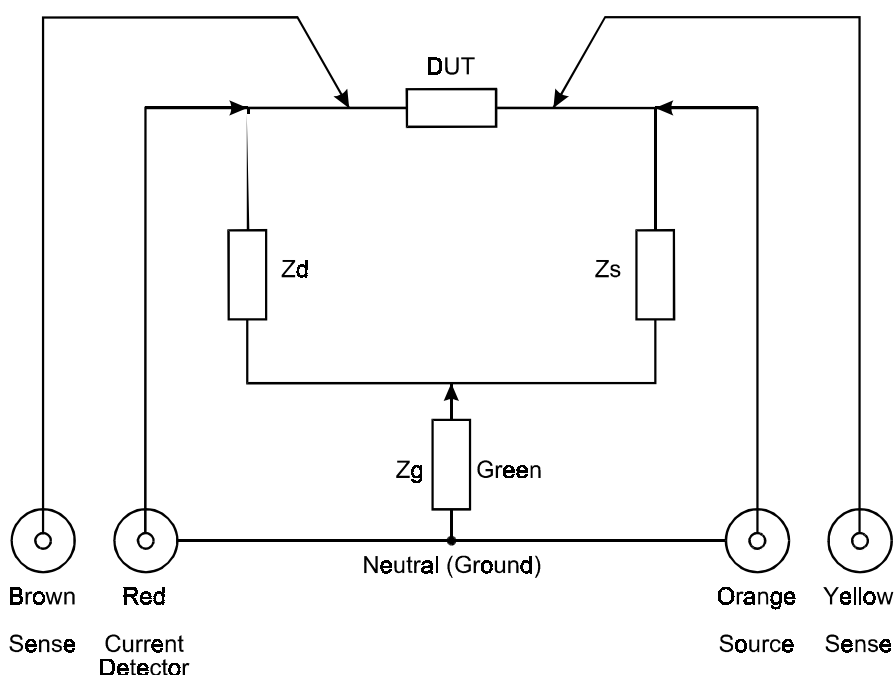 DUT
Zd
Zs
Zg
Green
Neutral (Ground)
Brown
Red
Orange
Yellow
Sense
Current
Detector
Source
Sense